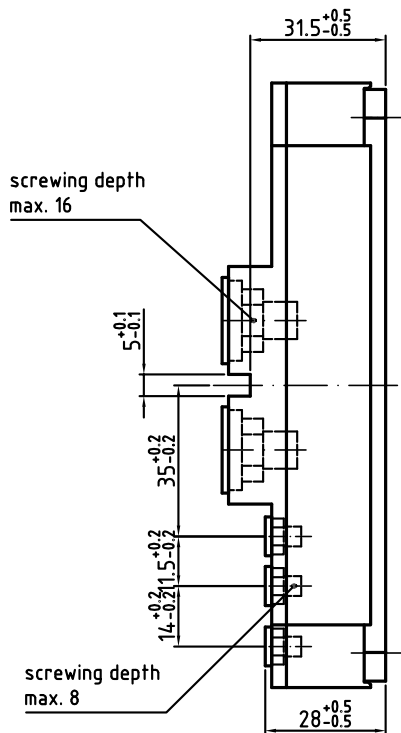 31.5+0.5-0.5
screwing depth
max. 16
5+0.1-0.1
35+0.2-0.2
11.5+0.2-0.2
14+0.2-0.2
screwing depth
max. 8
28+0.5-0.5